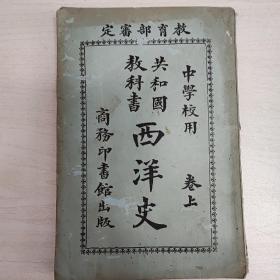 教育部審定
中學校用 卷上
共和國
教科書
西洋史
商務印書館出版